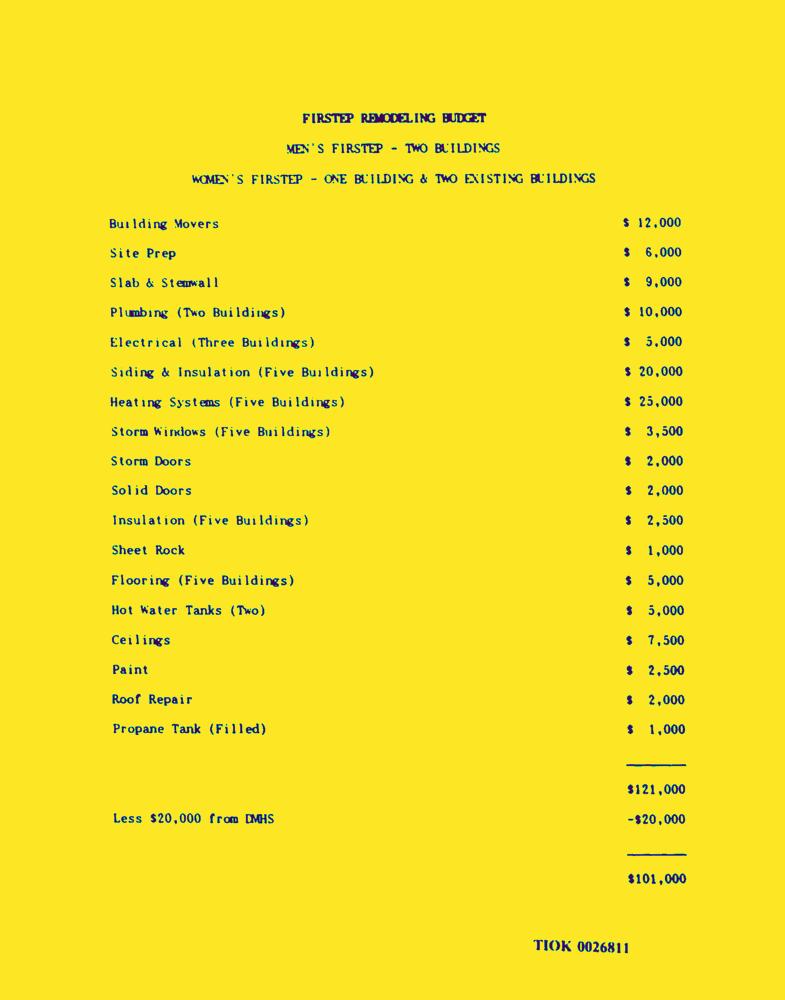 FIRSTEP REMODELING BUDGET
MEN'S FIRSTEP - TWO BUILDINGS
WOMEN'S FIRSTEP - ONE BUILDING & TWO EXISTING BUILDINGS
Building Movers $ 12,000
Site Prep $ 6,000
Slab & Stemwall $ 9,000
Plumbing (Two Buildings) $ 10,000
Electrical (Three Buildings) $ 5,000
Siding & Insulation (Five Buildings) $ 20,000
Heating Systems (Five Buildings) $ 25,000
Storm Windows (Five Buildings) $ 3,500
Storm Doors $ 2,000
Solid Doors $ 2,000
Insulation (Five Buildings) $ 2,500
Sheet Rock $ 1,000
Flooring (Five Buildings) $ 5,000
Hot Water Tanks (Two) $ 5,000
Ceilings $ 7,500
Paint $ 2,500
Roof Repair $ 2,000
Propane Tank (Filled) $ 1,000
$121,000
Less $20,000 from DMHS -$20,000
$101,000
TIOK 0026811